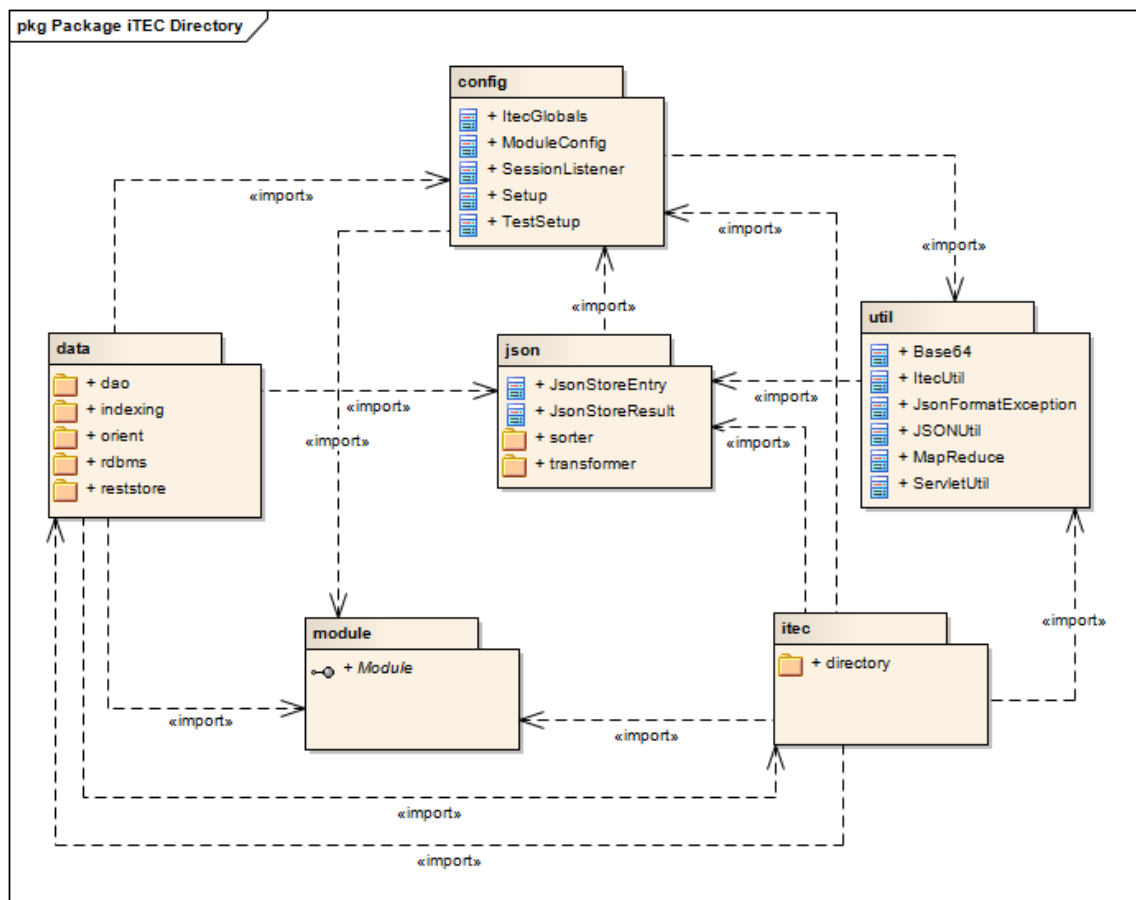 pkg Package iTEC Directory
config
+ ItecGlobals
+ ModuleConfig
+ SessionListener
+ Setup
+ TestSetup
«import»
«import»
«import»
«import»
util
+ Base64
+ ItecUtil
+ JsonFormatException
+ JSONUtil
+ MapReduce
+ ServletUtil
data
+ dao
+ indexing
+ orient
+ rdbms
+ reststore
json
+ JsonStoreEntry
+ JsonStoreResult
+ sorter
+ transformer
«import»
«import»
«import»
«import»
module
+ Module
itec
+ directory
«import»
«import»
«import»
«import»
«import»